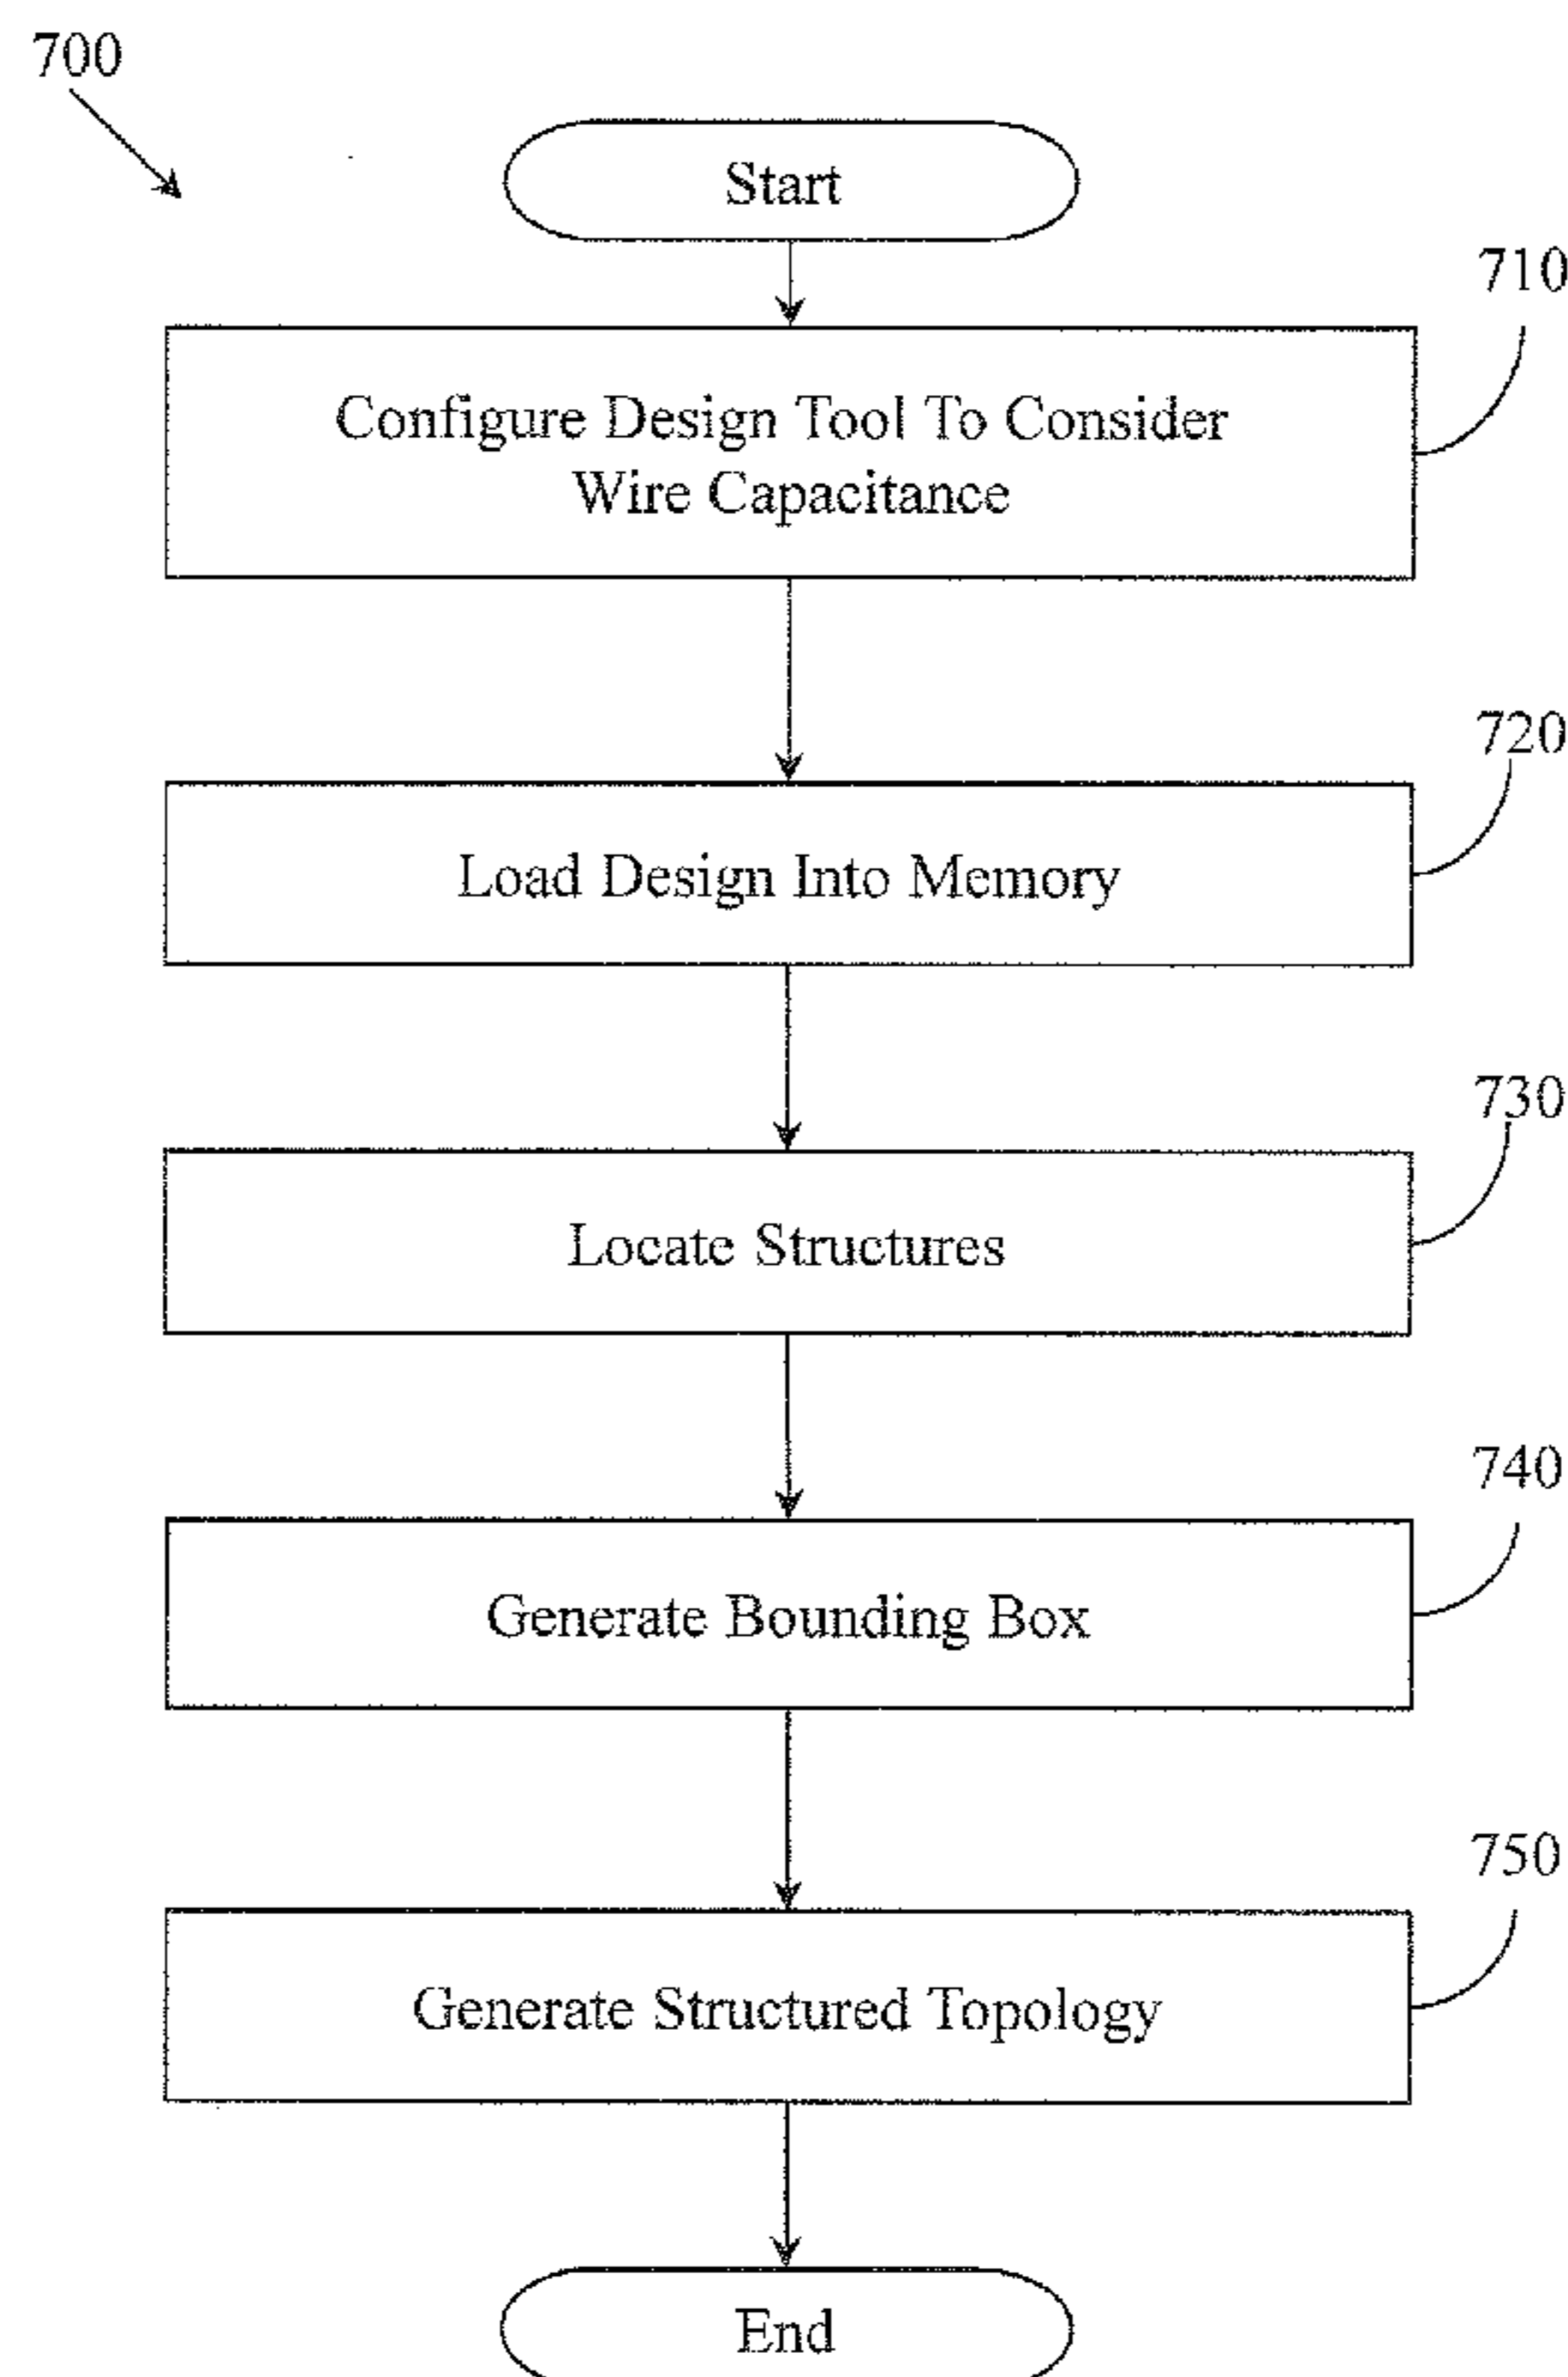 700
Start
710
Configure Design Tool To Consider
Wire Capacitance
720
Load Design Into Memory
730
Locate Structures
740
Generate Bounding Box
750
Generate Structured Topology
End